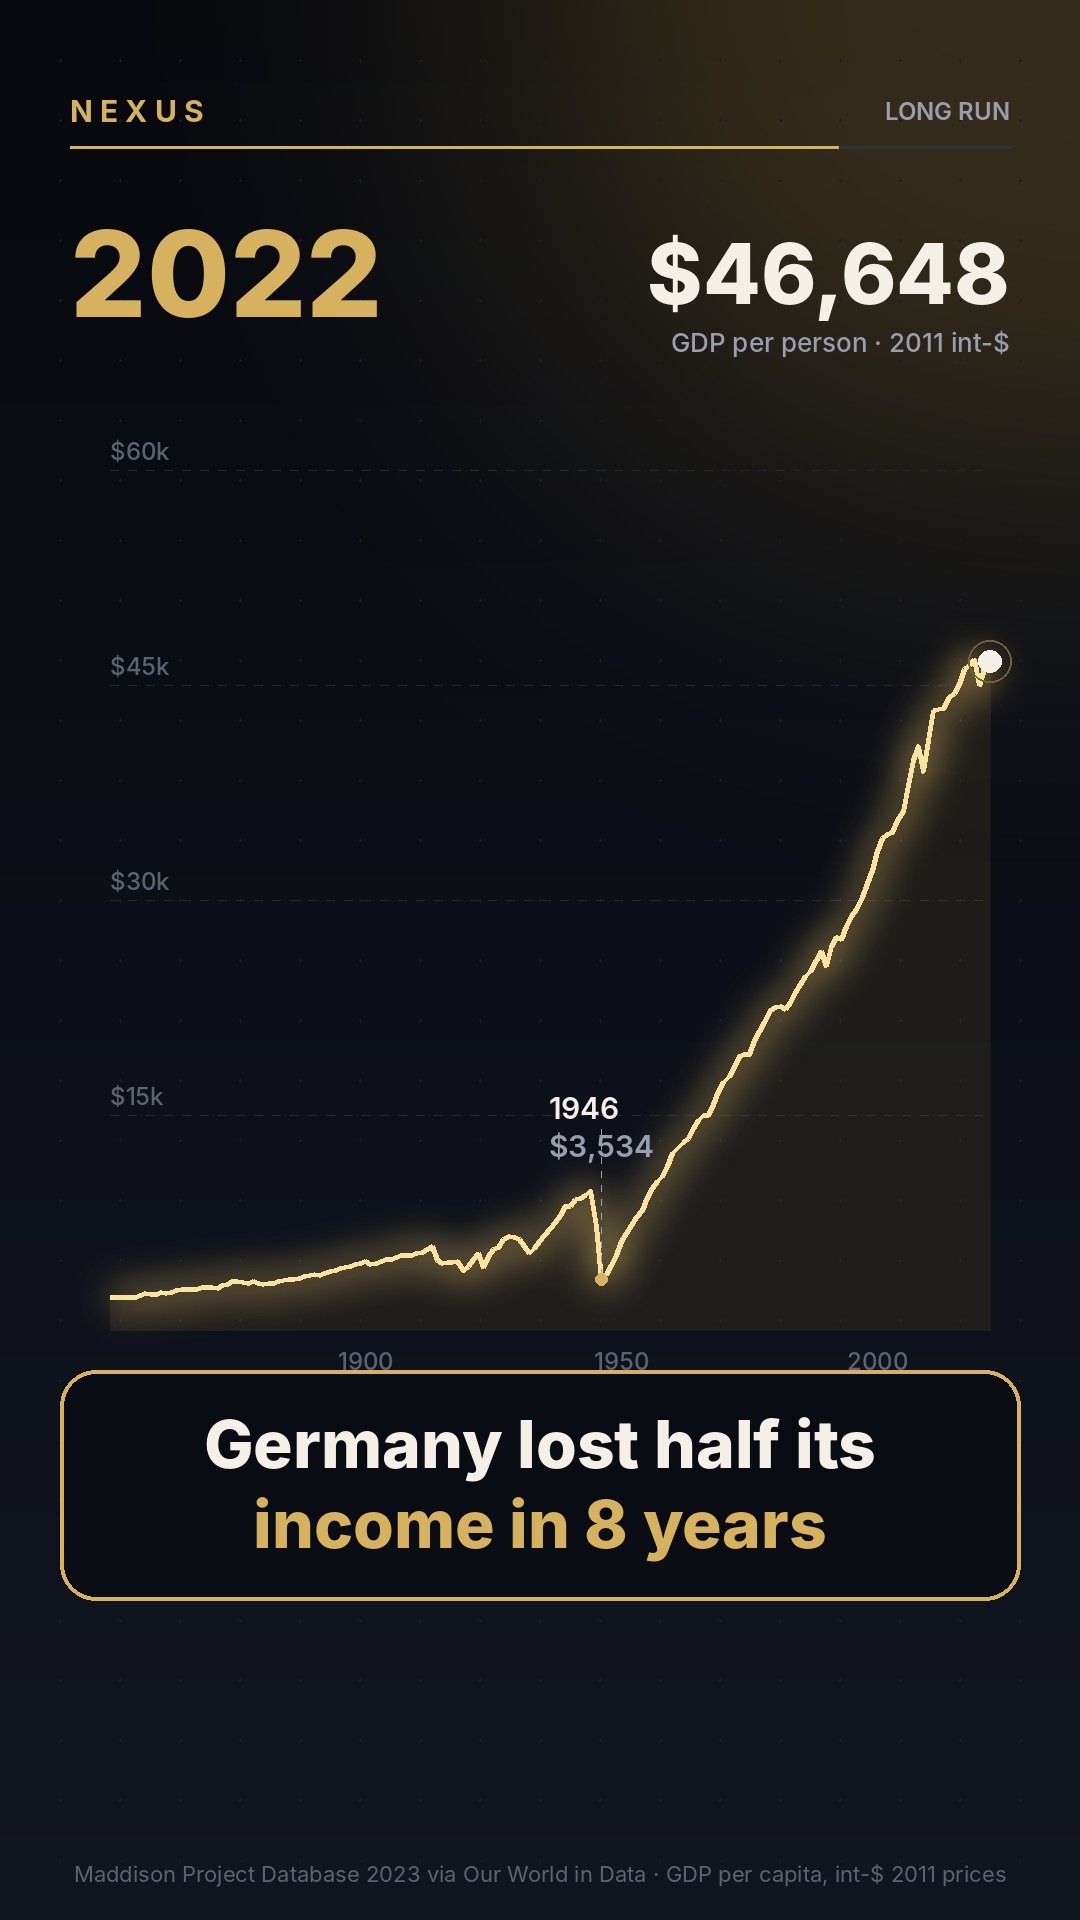 NEXUS
LONG RUN
2022
$46,648
GDP per person · 2011 int-$
$60k
$45k
$30k
$15k
1946
$3,534
1900
1950
2000
Germany lost half its
income in 8 years
Maddison Project Database 2023 via Our World in Data · GDP per capita, int-$ 2011 prices